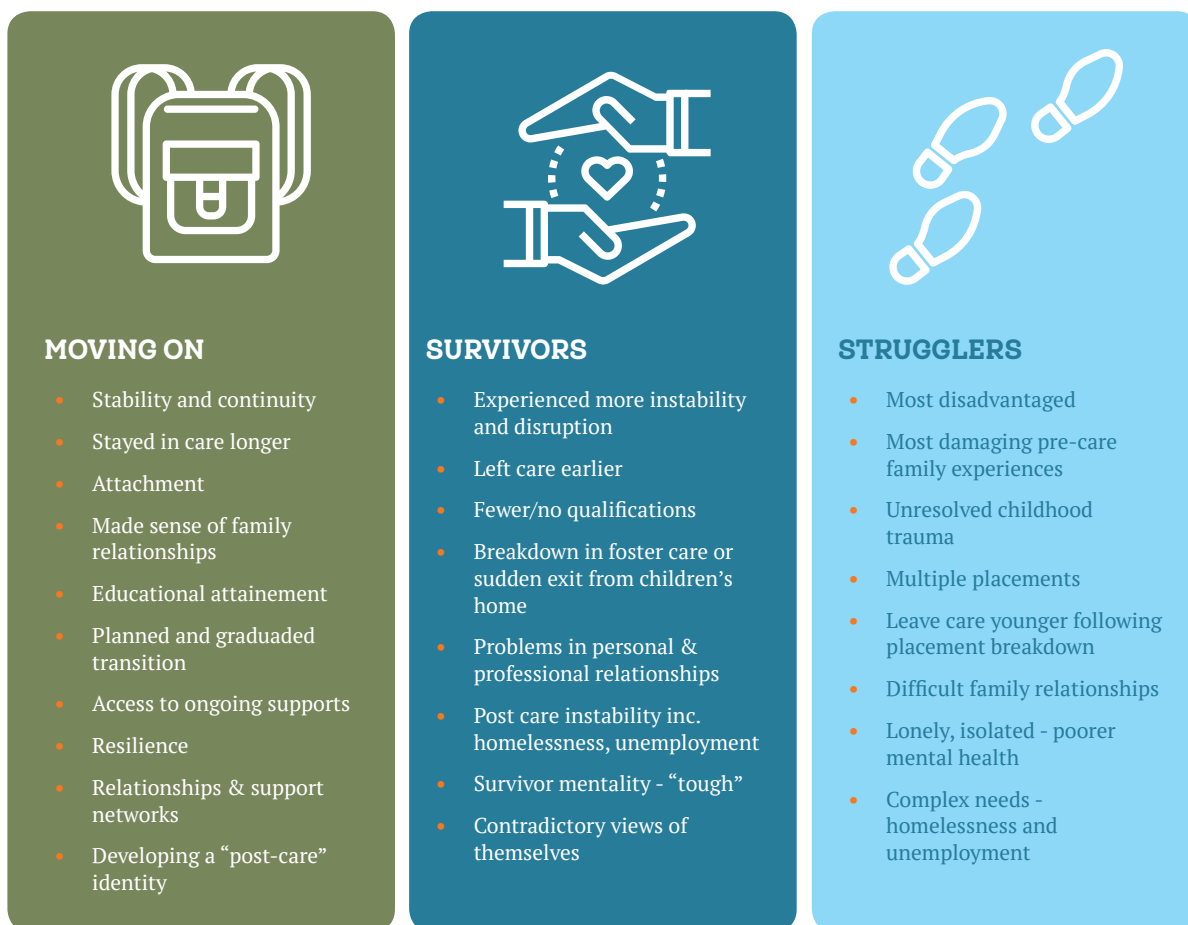 MOVING ON
• Stability and continuity
• Stayed in care longer
• Attachment
• Made sense of family
relationships
• Educational attainement
• Planned and graduaded
transition
• Access to ongoing supports
• Resilience
• Relationships & support
networks
• Developing a “post-care”
identity
SURVIVORS
• Experienced more instability
and disruption
• Left care earlier
• Fewer/no qualifications
• Breakdown in foster care or
sudden exit from children’s
home
• Problems in personal &
professional relationships
• Post care instability inc.
homelessness, unemployment
• Survivor mentality - “tough”
• Contradictory views of
themselves
STRUGGLERS
• Most disadvantaged
• Most damaging pre-care
family experiences
• Unresolved childhood
trauma
• Multiple placements
• Leave care younger following
placement breakdown
• Difficult family relationships
• Lonely, isolated - poorer
mental health
• Complex needs -
homelessness and
unemployment